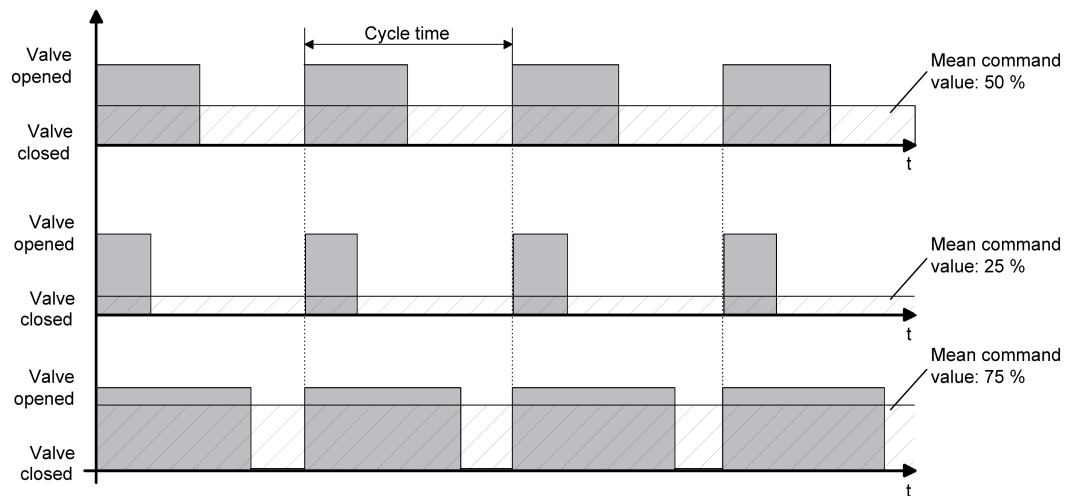 Cycle time
Valve
opened
Mean command
value: 50 %
Valve
closed
t
Valve
opened
Mean command
value: 25 %
Valve
closed
t
Mean command
value: 75 %
Valve
opened
Valve
closed
t